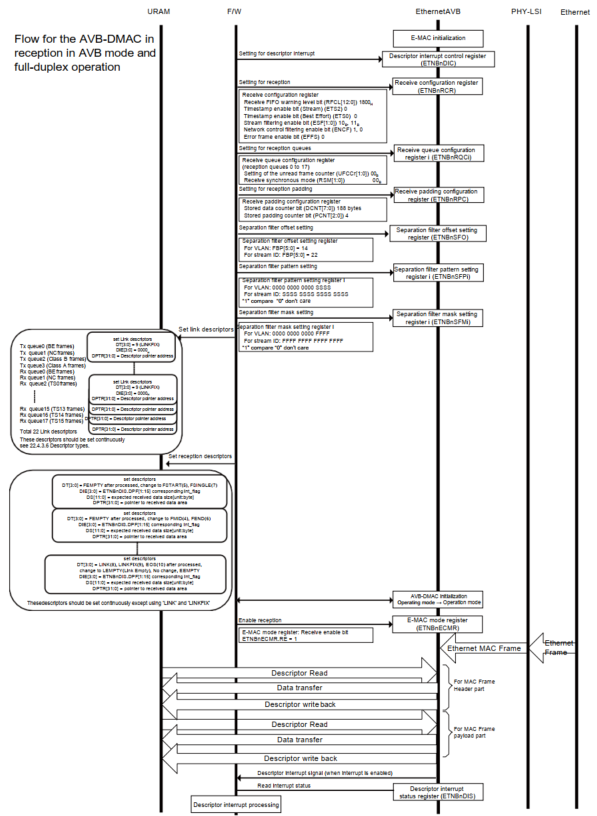 URAM F/W EthernetAVB PHY-LSI Ethernet
Flow for the AVB-DMAC in
reception in AVB mode and
full-duplex operation
E-MAC initialization
Setting for descriptor interrupt
Descriptor interrupt control register
(ETNBnDIC)
Setting for reception
Receive configuration register
(ETNBnRCR)
Receive configuration register
Receive FIFO warning level bit (RFCL[12:0]) 1800H
Timestamp enable bit (Stream) (ETS2) 0
Timestamp enable bit (Best Effort) (ETS0) 0
Stream filtering enable bit (ESF[1:0]) 10B, 11B
Network control filtering enable bit (ENCF) 1, 0
Error frame enable bit (EFFS) 0
Setting for reception queues
Receive queue configuration
register i (ETNBnRQCi)
Receive queue configuration register
(reception queues 0 to 17)
Setting of the unread frame counter (UFCCr[1:0]) 00B
Receive synchronous mode (RSM[1:0]) 00B
Setting for reception padding
Receive padding configuration
register (ETNBnRPC)
Receive padding configuration register
Stored data counter bit (DCNT[7:0]) 188 bytes
Stored padding counter bit (PCNT[2:0]) 4
Separation filter offset setting
Separation filter offset setting
register (ETNBnSFO)
Separation filter offset setting register
For VLAN: FBP[5:0] = 14
For stream ID: FBP[5:0] = 22
Separation filter pattern setting
Separation filter pattern setting
register i (ETNBnSFPi)
Separation filter pattern setting register i
For VLAN: 0000 0000 0000 SSSS
For stream ID: SSSS SSSS SSSS SSSS
"1" compare "0" don't care
Separation filter mask setting
Separation filter mask setting
register i (ETNBnSFMi)
Separation filter mask setting register i
For VLAN: 0000 0000 0000 FFFF
For stream ID: FFFF FFFF FFFF FFFF
"1" compare "0" don't care
Set link descriptors
Tx queue0 (BE frames)
Tx queue1 (NC frames)
Tx queue2 (Class B frames)
Tx queue3 (Class A frames)
Rx queue0 (BE frames)
Rx queue1 (NC frames)
Rx queue2 (TS0 frames)
Rx queue15 (TS13 frames)
Rx queue16 (TS14 frames)
Rx queue17 (TS15 frames)
set Link descriptors
DT[3:0] = 9 (LINKFIX)
DIE[3:0] = 0000B
DPTR[31:0] = Descriptor pointer address
set Link descriptors
DT[3:0] = 9 (LINKFIX)
DIE[3:0] = 0000B
DPTR[31:0] = Descriptor pointer address
DPTR[31:0] = Descriptor pointer address
DPTR[31:0] = Descriptor pointer address
DPTR[31:0] = Descriptor pointer address
Total 22 Link descriptors
These descriptors should be set continuously
see 22.4.3.6 Descriptor types.
Set reception descriptors
set descriptors
DT[3:0] = FEMPTY after processed, change to FSTART(5), FSINGLE(7)
DIE[3:0] = ETNBnDIS.DPF[1:15] corresponding int_flag
DS[11:0] = expected received data size[unit:byte]
DPTR[31:0] = pointer to received data area
set descriptors
DT[3:0] = FEMPTY after processed, change to FMID(4), FEND(6)
DIE[3:0] = ETNBnDIS.DPF[1:15] corresponding int_flag
DS[11:0] = expected received data size[unit:byte]
DPTR[31:0] = pointer to received data area
set descriptors
DT[3:0] = LINK(8), LINKFIX(9), EOS(10) after processed,
change to LEMPTY(Link Empty), No change, EEMPTY
DIE[3:0] = ETNBnDIS.DPF[1:15] corresponding int_flag
DS[11:0] = expected received data size[unit:byte]
DPTR[31:0] = pointer to received data area
Thesedescriptors should be set continuously except using 'LINK' and 'LINKFIX'
AVB-DMAC initialization
Operating mode → Operation mode
Enable reception
E-MAC mode register
(ETNBnECMR)
E-MAC mode register: Receive enable bit
ETNBnECMR.RE = 1
Ethernet MAC Frame
Ethernet
Frame
Descriptor Read
Data transfer
Descriptor write back
For MAC Frame
Header part
Descriptor Read
Data transfer
Descriptor write back
For MAC Frame
payload part
Descriptor interrupt signal (when interrupt is enabled)
Read interrupt status
Descriptor interrupt
status register (ETNBnDIS)
Descriptor interrupt processing